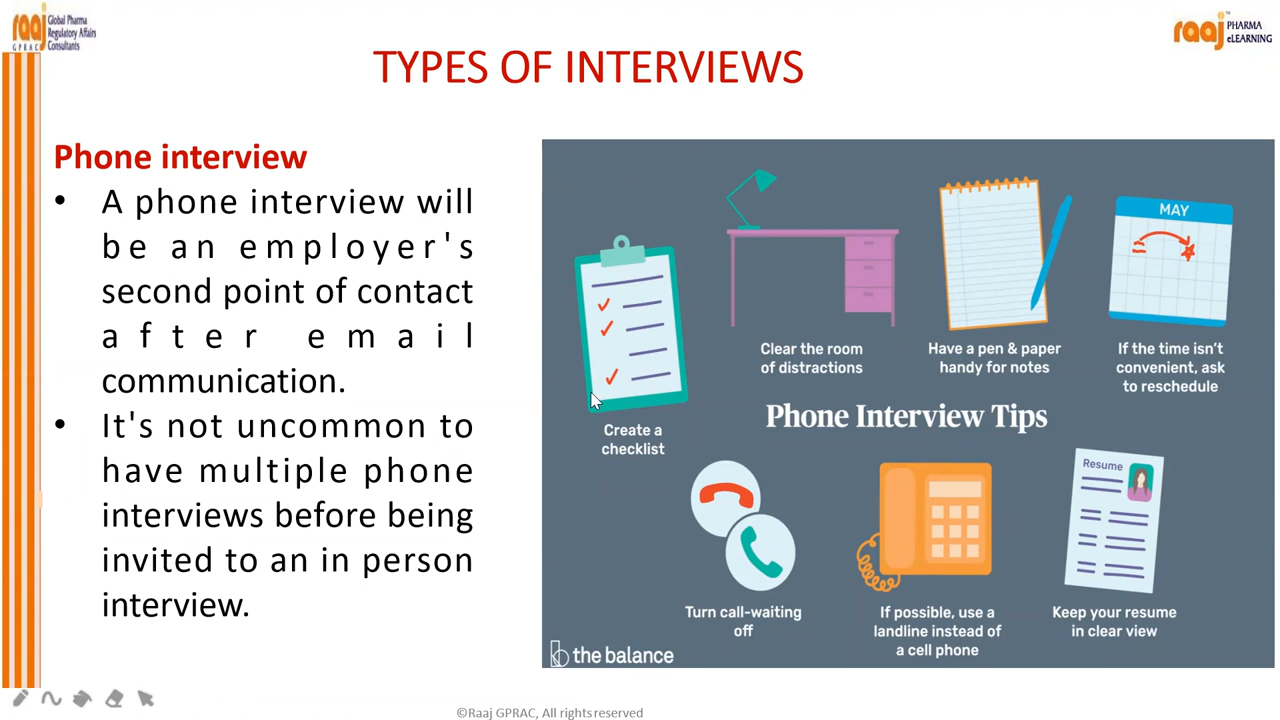 raaj
Global Pharma
Regulatory Affairs
Consultants
GPRAC
raaj
™
PHARMA
eLEARNING
TYPES OF INTERVIEWS
Phone interview
• A phone interview will
be an employer's
second point of contact
after email
communication.
• It's not uncommon to
have multiple phone
interviews before being
invited to an in person
interview.
MAY
Clear the room
of distractions
Have a pen & paper
handy for notes
If the time isn't
convenient, ask
to reschedule
Create a
checklist
Phone Interview Tips
Resume
Turn call-waiting
off
If possible, use a
landline instead of
a cell phone
Keep your resume
in clear view
b the balance
©Raaj GPRAC, All rights reserved